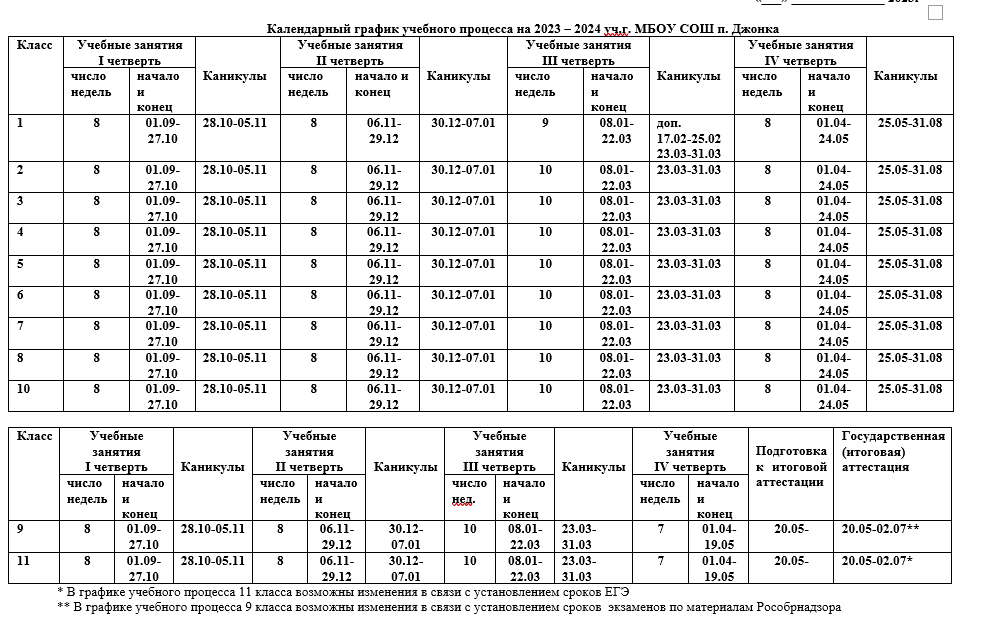 Календарный график учебного процесса на 2023 – 2024 уч.г. МБОУ СОШ п. Джонка
Класс Учебные занятия I четверть Каникулы Учебные занятия II четверть Каникулы Учебные занятия III четверть Каникулы Учебные занятия IV четверть Каникулы
число недель начало и конец число недель начало и конец число недель начало и конец число недель начало и конец
1 8 01.09-27.10 28.10-05.11 8 06.11-29.12 30.12-07.01 9 08.01-22.03 доп. 17.02-25.02 23.03-31.03 8 01.04-24.05 25.05-31.08
2 8 01.09-27.10 28.10-05.11 8 06.11-29.12 30.12-07.01 10 08.01-22.03 23.03-31.03 8 01.04-24.05 25.05-31.08
3 8 01.09-27.10 28.10-05.11 8 06.11-29.12 30.12-07.01 10 08.01-22.03 23.03-31.03 8 01.04-24.05 25.05-31.08
4 8 01.09-27.10 28.10-05.11 8 06.11-29.12 30.12-07.01 10 08.01-22.03 23.03-31.03 8 01.04-24.05 25.05-31.08
5 8 01.09-27.10 28.10-05.11 8 06.11-29.12 30.12-07.01 10 08.01-22.03 23.03-31.03 8 01.04-24.05 25.05-31.08
6 8 01.09-27.10 28.10-05.11 8 06.11-29.12 30.12-07.01 10 08.01-22.03 23.03-31.03 8 01.04-24.05 25.05-31.08
7 8 01.09-27.10 28.10-05.11 8 06.11-29.12 30.12-07.01 10 08.01-22.03 23.03-31.03 8 01.04-24.05 25.05-31.08
8 8 01.09-27.10 28.10-05.11 8 06.11-29.12 30.12-07.01 10 08.01-22.03 23.03-31.03 8 01.04-24.05 25.05-31.08
10 8 01.09-27.10 28.10-05.11 8 06.11-29.12 30.12-07.01 10 08.01-22.03 23.03-31.03 8 01.04-24.05 25.05-31.08
Класс Учебные занятия I четверть Каникулы Учебные занятия II четверть Каникулы Учебные занятия III четверть Каникулы Учебные занятия IV четверть Подготовка к итоговой аттестации Государственная (итоговая) аттестация
число недель начало и конец число недель начало и конец число нед. начало и конец число недель начало и конец
9 8 01.09-27.10 28.10-05.11 8 06.11-29.12 30.12-07.01 10 08.01-22.03 23.03-31.03 7 01.04-19.05 20.05- 20.05-02.07**
11 8 01.09-27.10 28.10-05.11 8 06.11-29.12 30.12-07.01 10 08.01-22.03 23.03-31.03 7 01.04-19.05 20.05- 20.05-02.07*
* В графике учебного процесса 11 класса возможны изменения в связи с установлением сроков ЕГЭ
** В графике учебного процесса 9 класса возможны изменения в связи с установлением сроков экзаменов по материалам Рособрнадзора